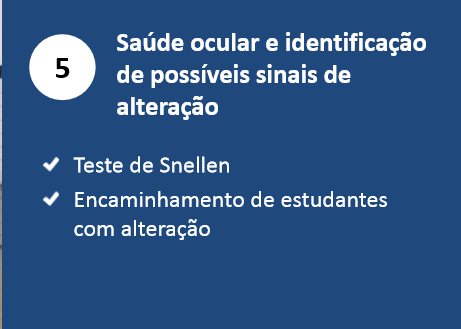 5
Saúde ocular e identificação
de possíveis sinais de
alteração
Teste de Snellen
Encaminhamento de estudantes
com alteração